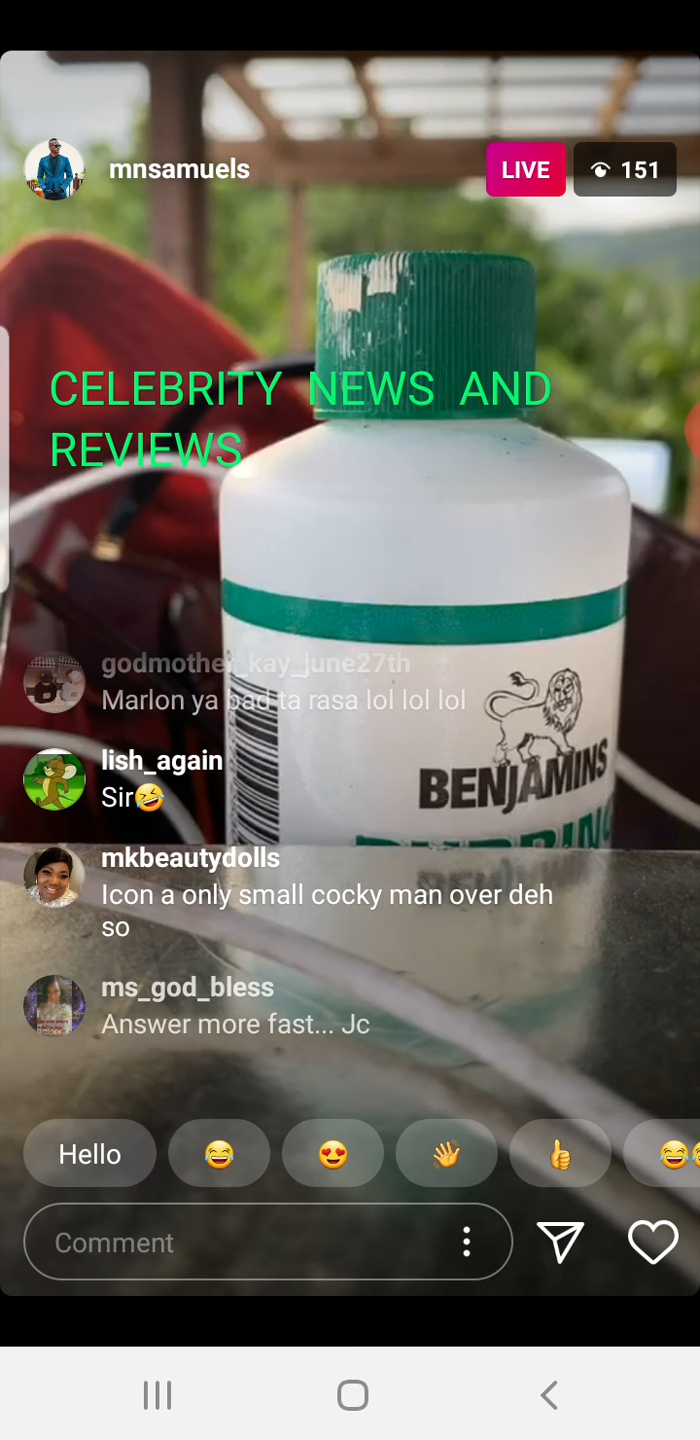 mnsamuels
LIVE
151
CELEBRITY NEWS AND
REVIEWS
godmother_kay_june27th
Marlon ya bad ta rasa lol lol lol
lish_again
Sir🤣
BENJAMINS
RUBBING
mkbeautydolls
Icon a only small cocky man over deh
so
ms_god_bless
Answer more fast... Jc
Hello
Comment